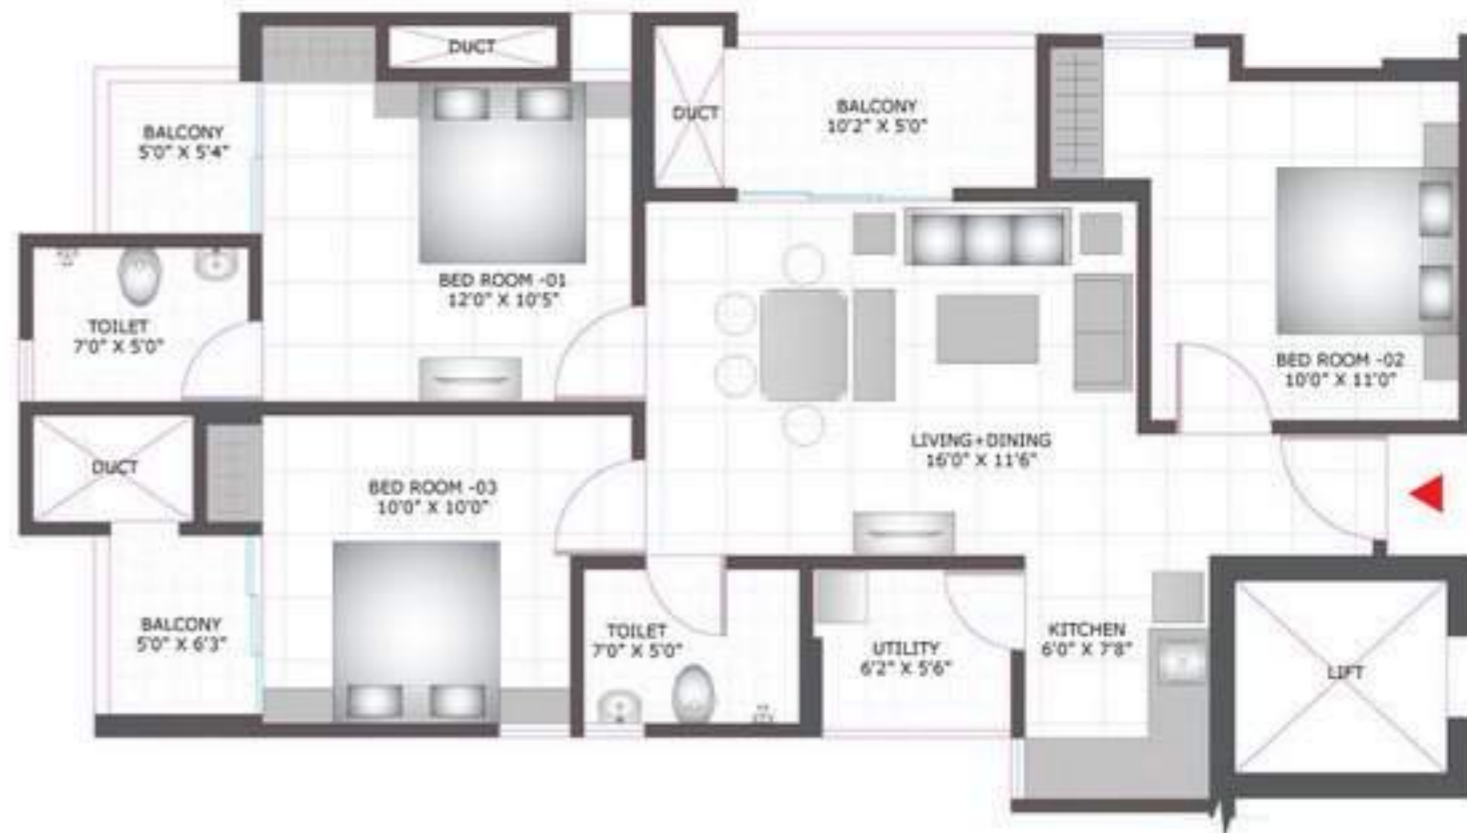 DUCT
BALCONY
5'0" X 5'4"
DUCT
BALCONY
10'2" X 5'0"
BED ROOM -01
12'0" X 10'5"
TOILET
7'0" X 5'0"
BED ROOM -02
10'0" X 11'0"
LIVING+DINING
16'0" X 11'6"
DUCT
BED ROOM -03
10'0" X 10'0"
BALCONY
5'0" X 6'3"
TOILET
7'0" X 5'0"
UTILITY
6'2" X 5'6"
KITCHEN
6'0" X 7'8"
LIFT